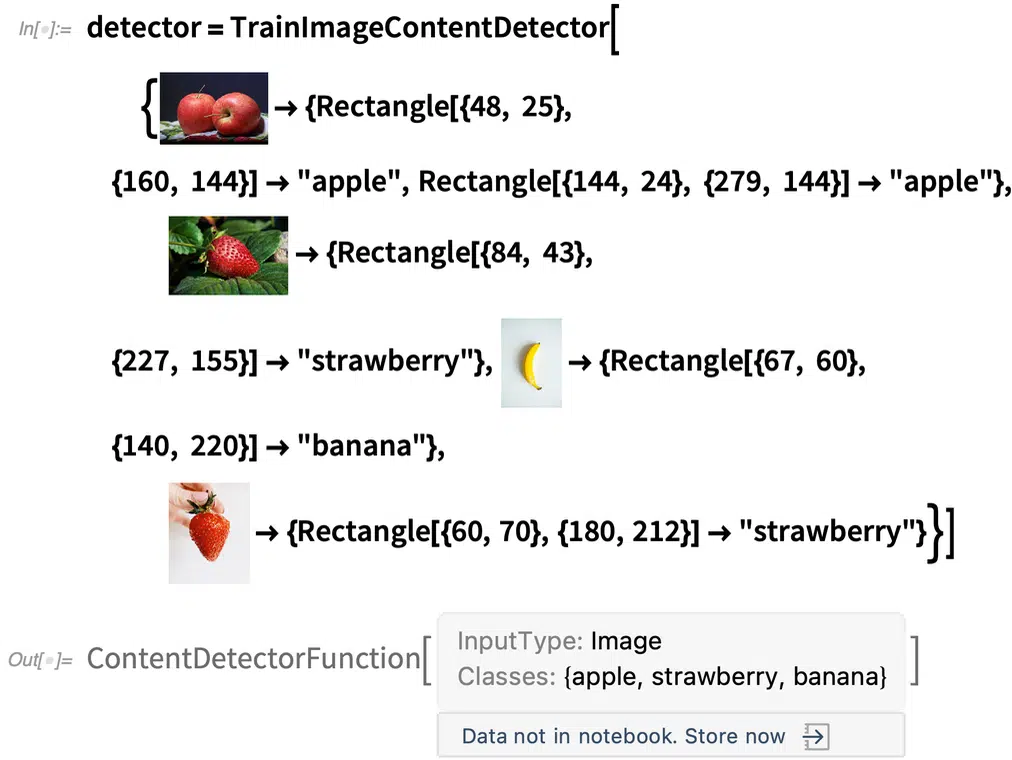 In[•]:= detector = TrainImageContentDetector[
{ → {Rectangle[{48, 25},
{160, 144}] → "apple", Rectangle[{144, 24}, {279, 144}] → "apple"},
→ {Rectangle[{84, 43},
{227, 155}] → "strawberry"}, → {Rectangle[{67, 60},
{140, 220}] → "banana"},
→ {Rectangle[{60, 70}, {180, 212}] → "strawberry"}}]
Out[•]= ContentDetectorFunction[ ]
InputType: Image
Classes: {apple, strawberry, banana}
Data not in notebook. Store now